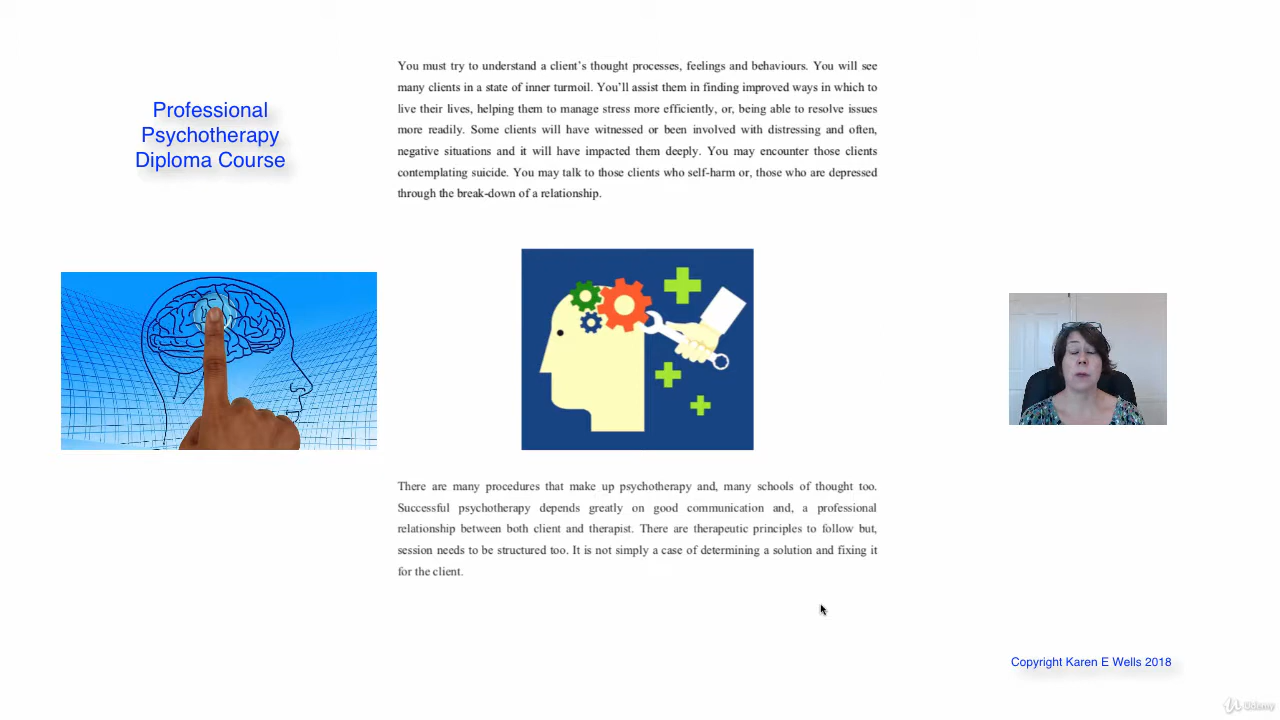 Professional
Psychotherapy
Diploma Course
You must try to understand a client's thought processes, feelings and behaviours. You will see
many clients in a state of inner turmoil. You'll assist them in finding improved ways in which to
live their lives, helping them to manage stress more efficiently, or, being able to resolve issues
more readily. Some clients will have witnessed or been involved with distressing and often,
negative situations and it will have impacted them deeply. You may encounter those clients
contemplating suicide. You may talk to those clients who self-harm or, those who are depressed
through the break-down of a relationship.
There are many procedures that make up psychotherapy and, many schools of thought too.
Successful psychotherapy depends greatly on good communication and, a professional
relationship between both client and therapist. There are therapeutic principles to follow but,
session needs to be structured too. It is not simply a case of determining a solution and fixing it
for the client.
Copyright Karen E Wells 2018
Udemy